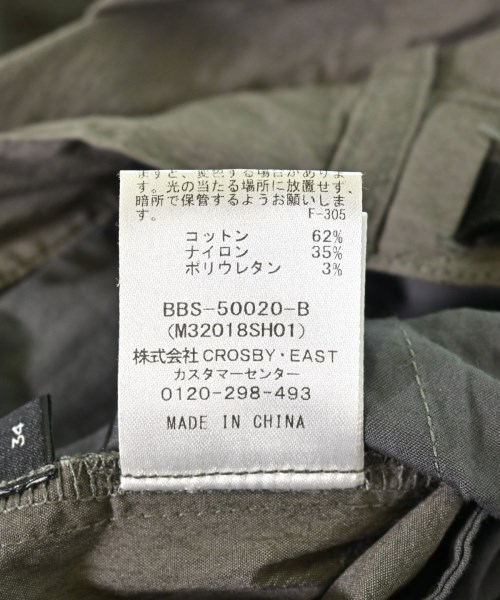 ますと、変色する場合がありま
す。光の当たる場所に放置せず、
暗所で保管するようお願いしま
す。 F-305
コットン 62%
ナイロン 35%
ポリウレタン 3%
BBS-50020-B
(M32018SH01)
株式会社 CROSBY・EAST
カスタマーセンター
0120-298-493
MADE IN CHINA
34